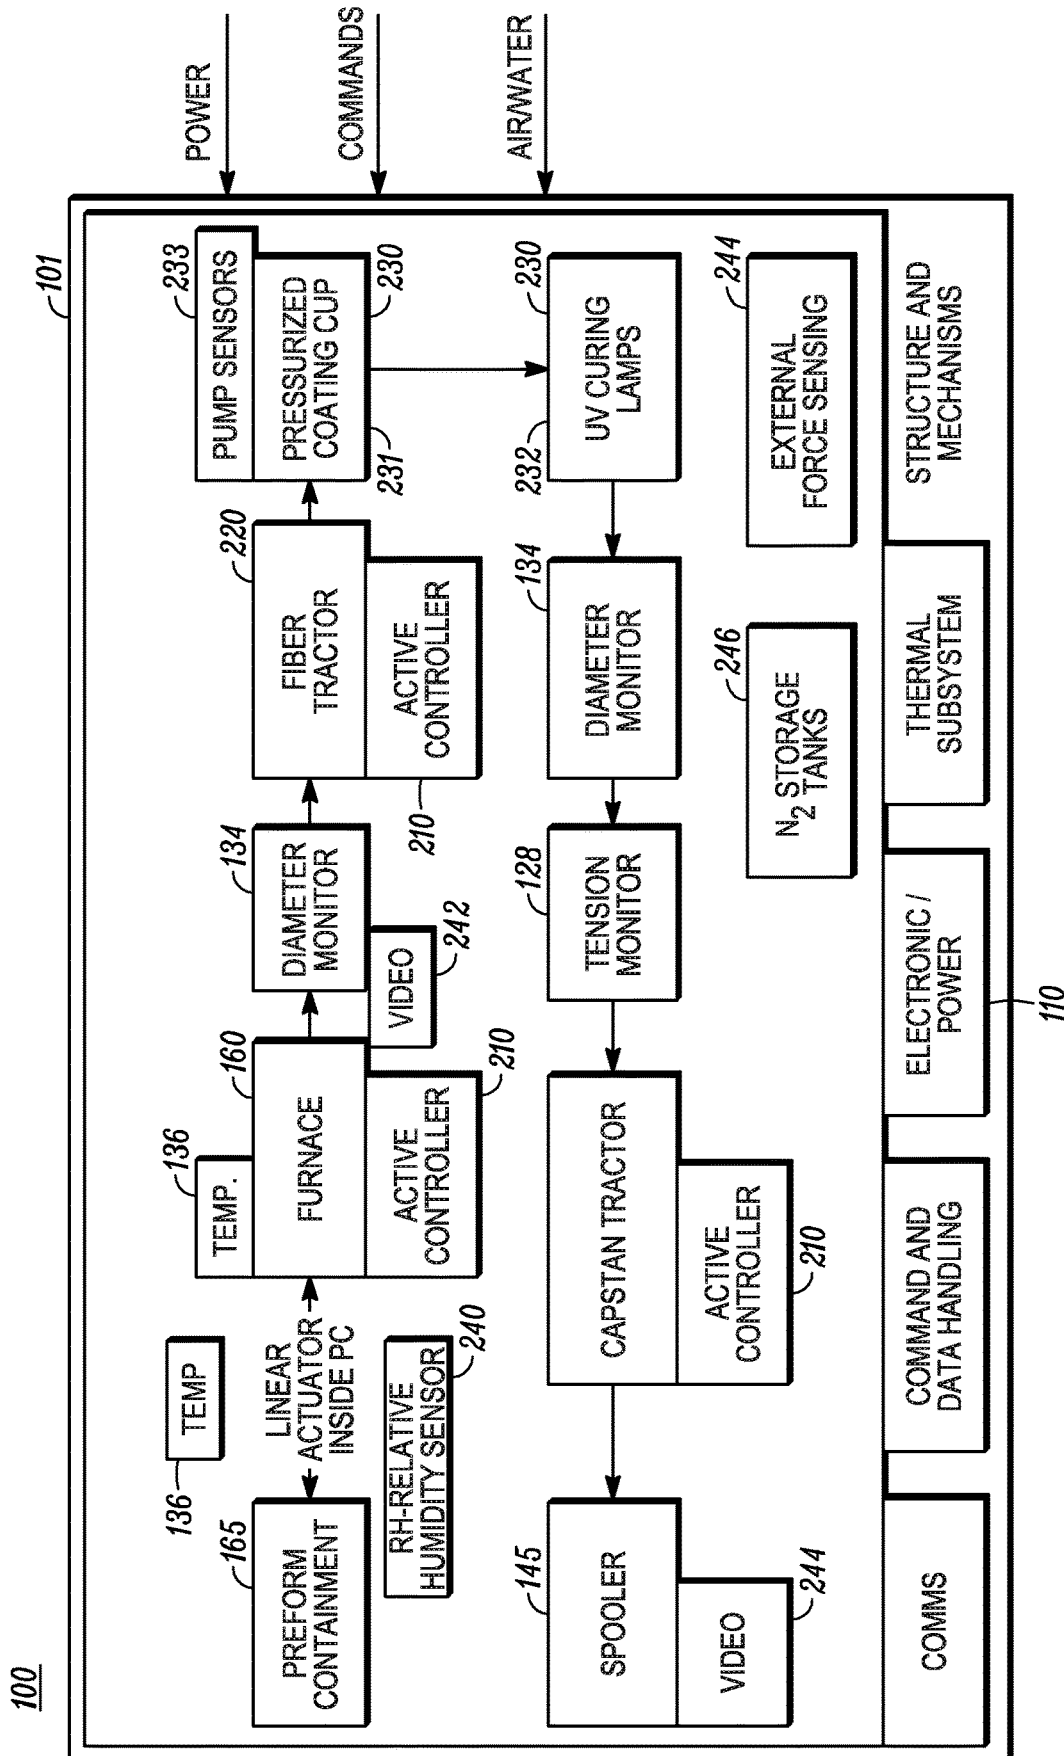 100
101
POWER
COMMANDS
AIR/WATER
136
TEMP
165
PREFORM
CONTAINMENT
LINEAR
ACTUATOR
INSIDE PC
RH-RELATIVE
HUMIDITY SENSOR
240
136
TEMP.
160
FURNACE
ACTIVE
CONTROLLER
210
134
DIAMETER
MONITOR
VIDEO
242
220
FIBER
TRACTOR
ACTIVE
CONTROLLER
210
233
PUMP SENSORS
PRESSURIZED
COATING CUP
231
230
145
SPOOLER
VIDEO
244
CAPSTAN TRACTOR
ACTIVE
CONTROLLER
210
128
TENSION
MONITOR
134
DIAMETER
MONITOR
232
230
UV CURING
LAMPS
246
N2 STORAGE
TANKS
244
EXTERNAL
FORCE SENSING
COMMS
COMMAND AND
DATA HANDLING
ELECTRONIC /
POWER
110
THERMAL
SUBSYSTEM
STRUCTURE AND
MECHANISMS